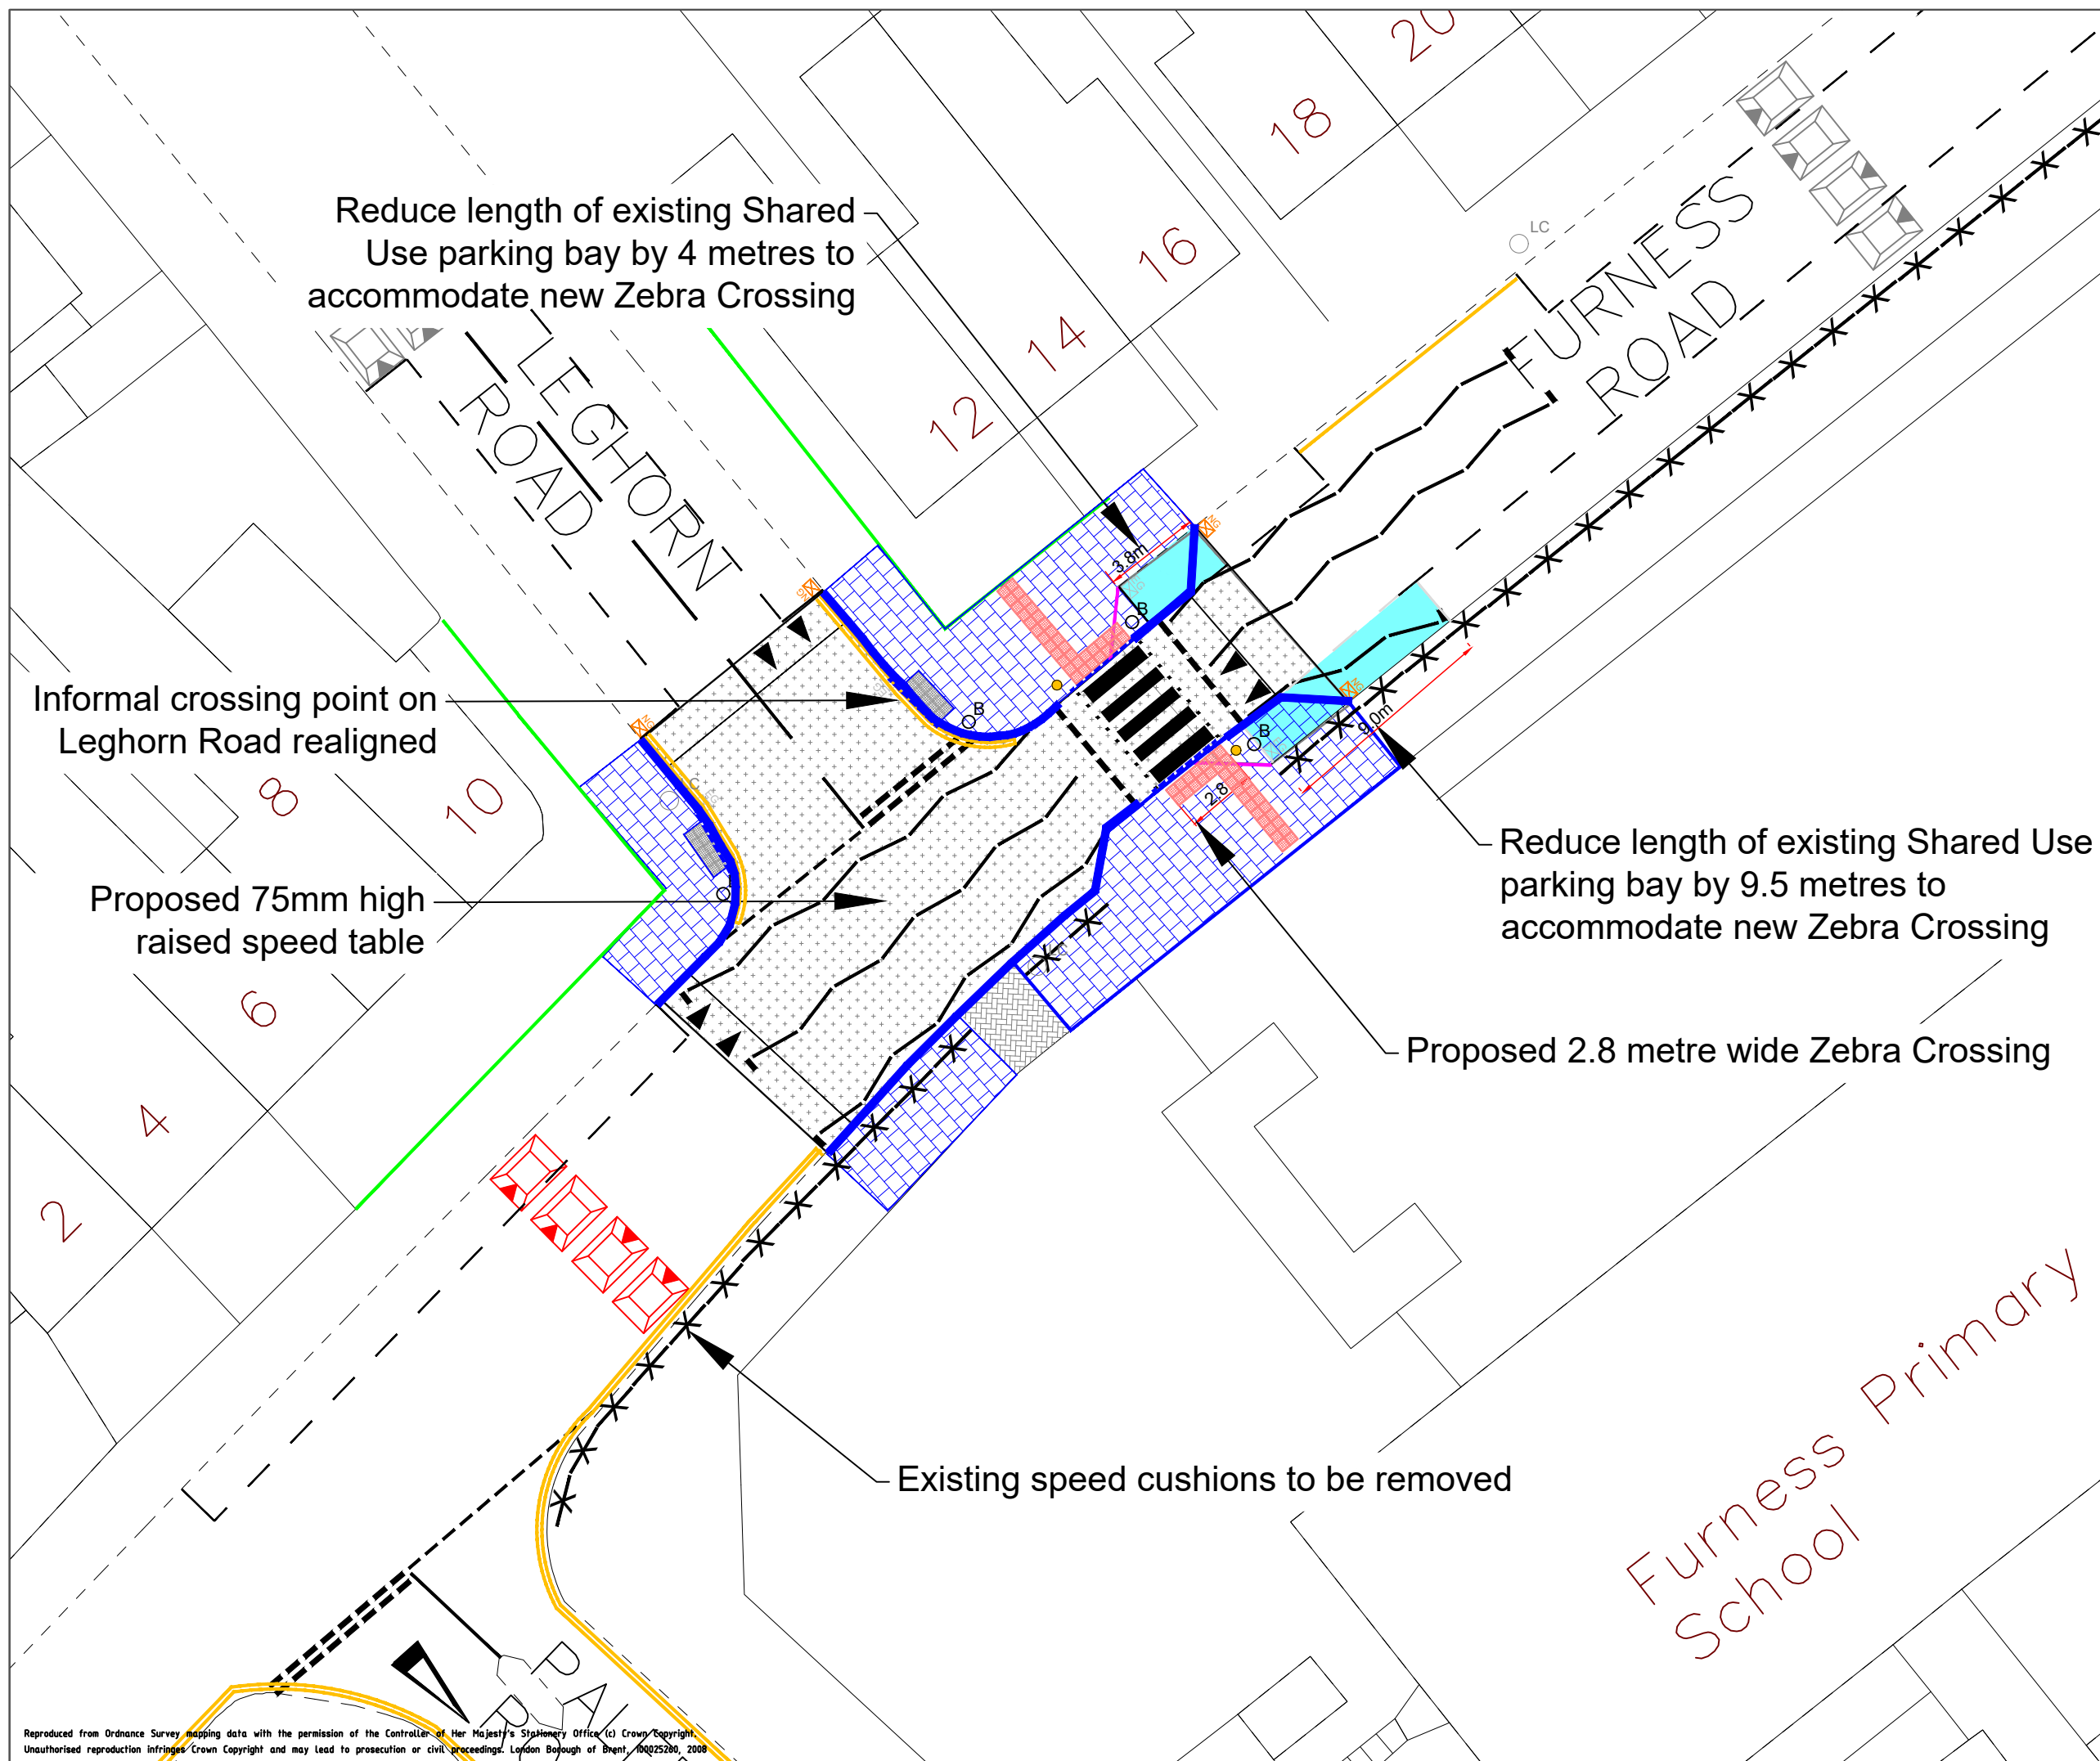 20
18
16
14
12
LC
FURNESS
ROAD
Reduce length of existing Shared
Use parking bay by 4 metres to
accommodate new Zebra Crossing
LEGHORN
ROAD
3.8m
B
B
B
Informal crossing point on
Leghorn Road realigned
8
10
9.0m
2.8
Reduce length of existing Shared Use
parking bay by 9.5 metres to
accommodate new Zebra Crossing
Proposed 75mm high
raised speed table
6
4
2
Proposed 2.8 metre wide Zebra Crossing
Existing speed cushions to be removed
Furness Primary
School
Reproduced from Ordnance Survey mapping data with the permission of the Controller of Her Majesty's Stationery Office (c) Crown Copyright.
Unauthorised reproduction infringes Crown Copyright and may lead to prosecution or civil proceedings. London Borough of Brent, 100025260, 2008